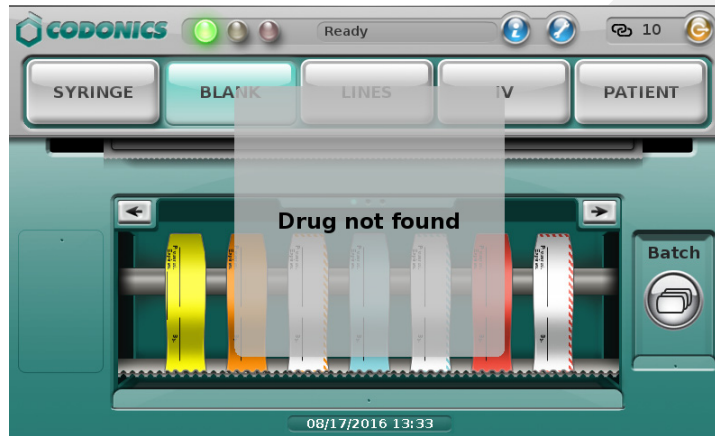 CODONICS
Ready
10
SYRINGE
BLANK
LINES
IV
PATIENT
Drug not found
Batch
08/17/2016 13:33